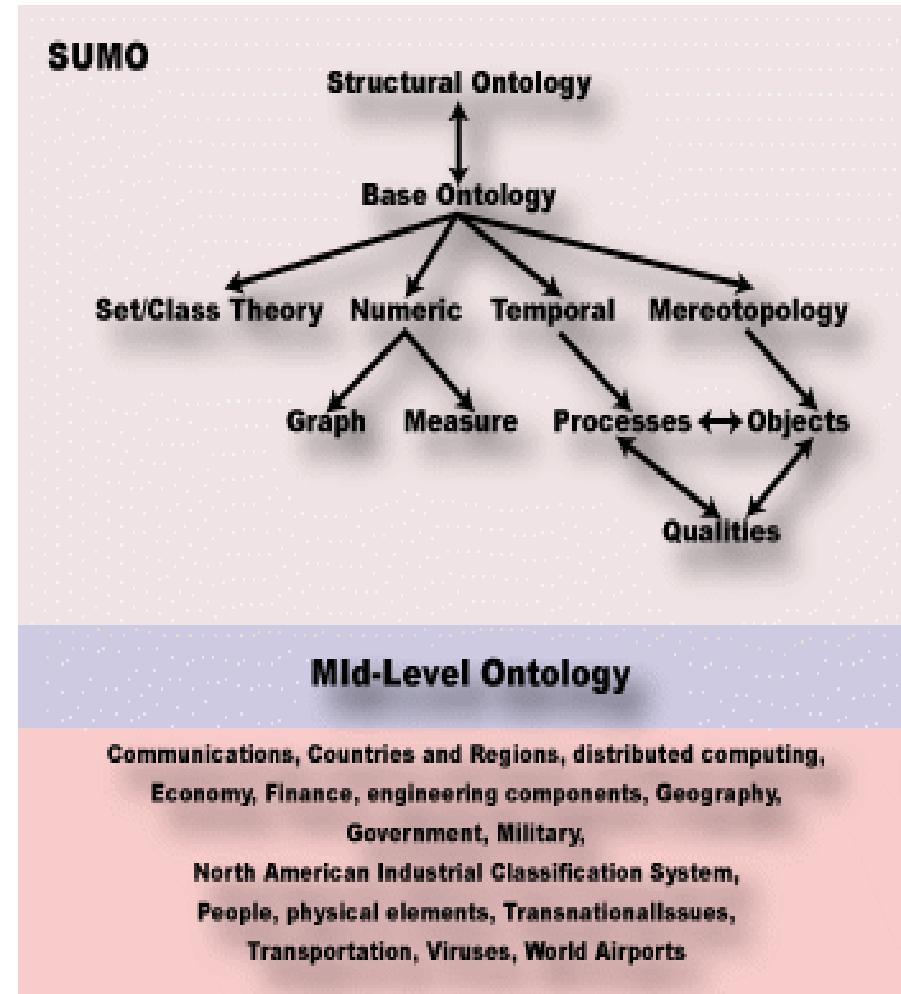 SUMO
Structural Ontology
Base Ontology
Set/Class Theory Numeric Temporal Mereotopology
Graph Measure Processes Objects
Qualities
MId-Level Ontology
Communications, Countries and Regions, distributed computing,
Economy, Finance, engineering components, Geography,
Government, Military,
North American Industrial Classification System,
People, physical elements, TransnationalIssues,
Transportation, Viruses, World Airports